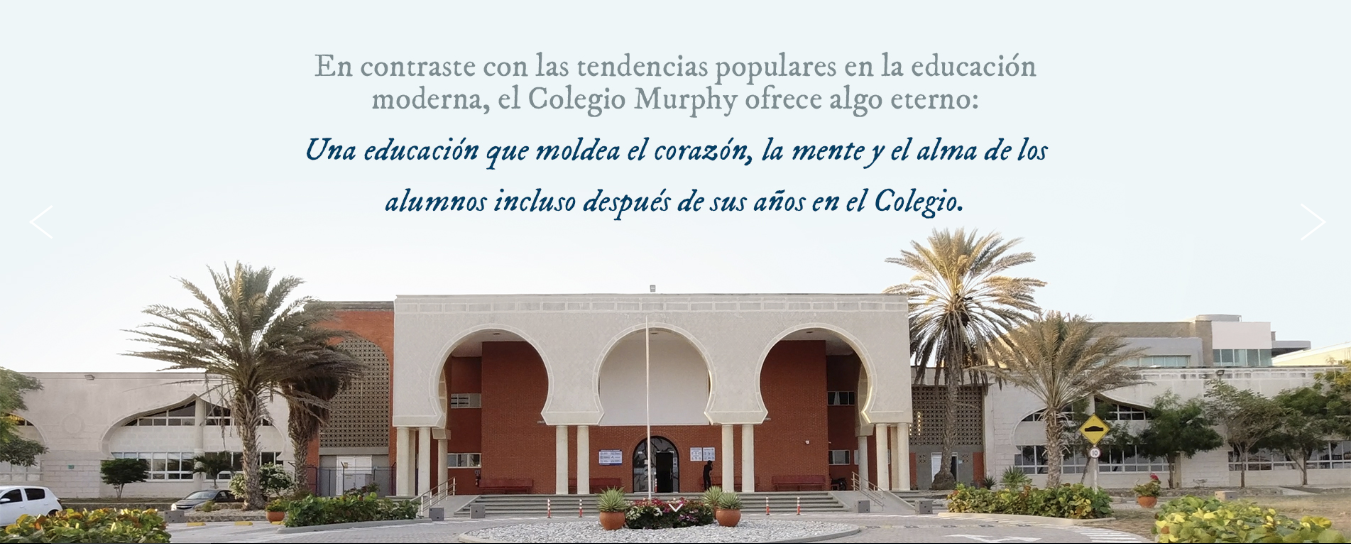 En contraste con las tendencias populares en la educación
moderna, el Colegio Murphy ofrece algo eterno:
Una educación que moldea el corazón, la mente y el alma de los
alumnos incluso después de sus años en el Colegio.